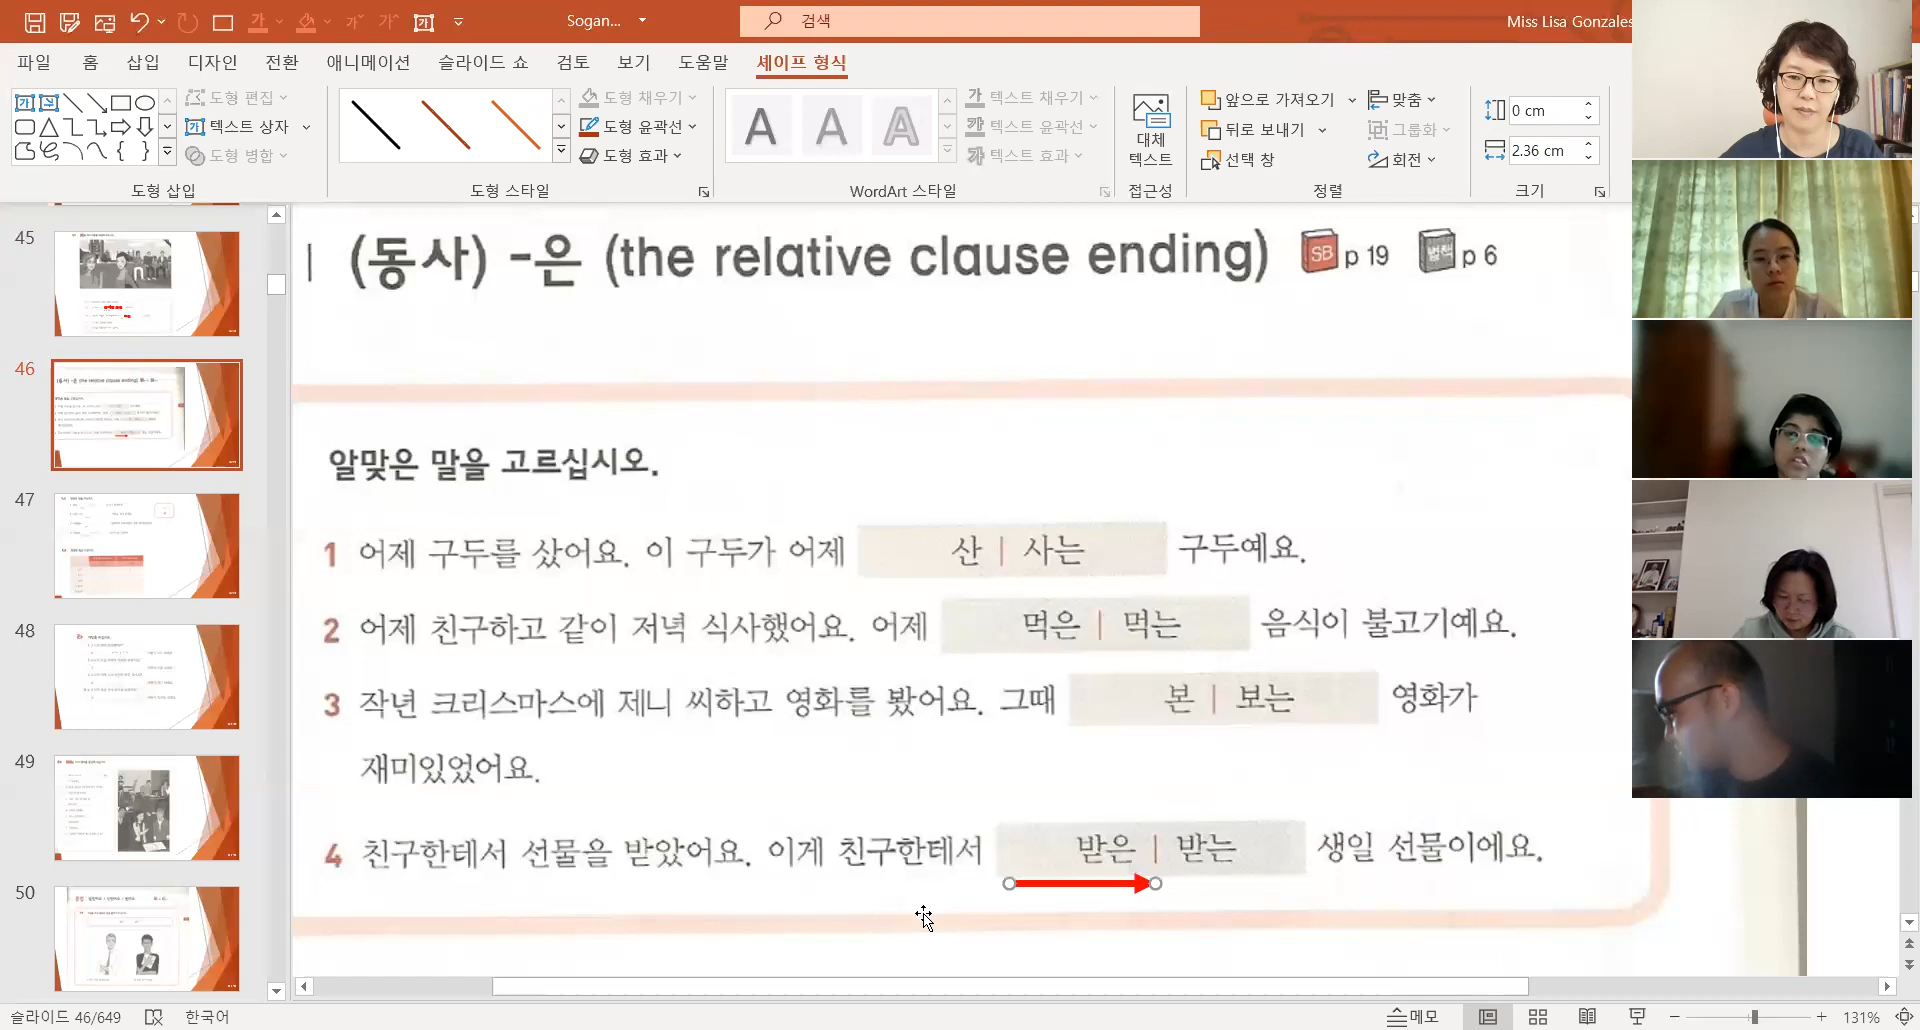 Sogan...
검색
Miss Lisa Gonzales
파일 홈 삽입 디자인 전환 애니메이션 슬라이드 쇼 검토 보기 도움말 셰이프 형식
도형 편집
텍스트 상자
도형 병합
도형 삽입
도형 채우기
도형 윤곽선
도형 효과
도형 스타일
텍스트 채우기
텍스트 윤곽선
텍스트 효과
WordArt 스타일
대체
텍스트
접근성
앞으로 가져오기
뒤로 보내기
선택 창
맞춤
그룹화
회전
정렬
0 cm
2.36 cm
크기
45
46
47
48
49
50
(동사) -은 (the relative clause ending) SB p 19 p 6
알맞은 말을 고르십시오.
1 어제 구두를 샀어요. 이 구두가 어제 산 | 사는 구두예요.
2 어제 친구하고 같이 저녁 식사했어요. 어제 먹은 | 먹는 음식이 불고기예요.
3 작년 크리스마스에 제니 씨하고 영화를 봤어요. 그때 본 | 보는 영화가
재미있었어요.
4 친구한테서 선물을 받았어요. 이게 친구한테서 받은 | 받는 생일 선물이에요.
슬라이드 46/649 한국어 메모 131%